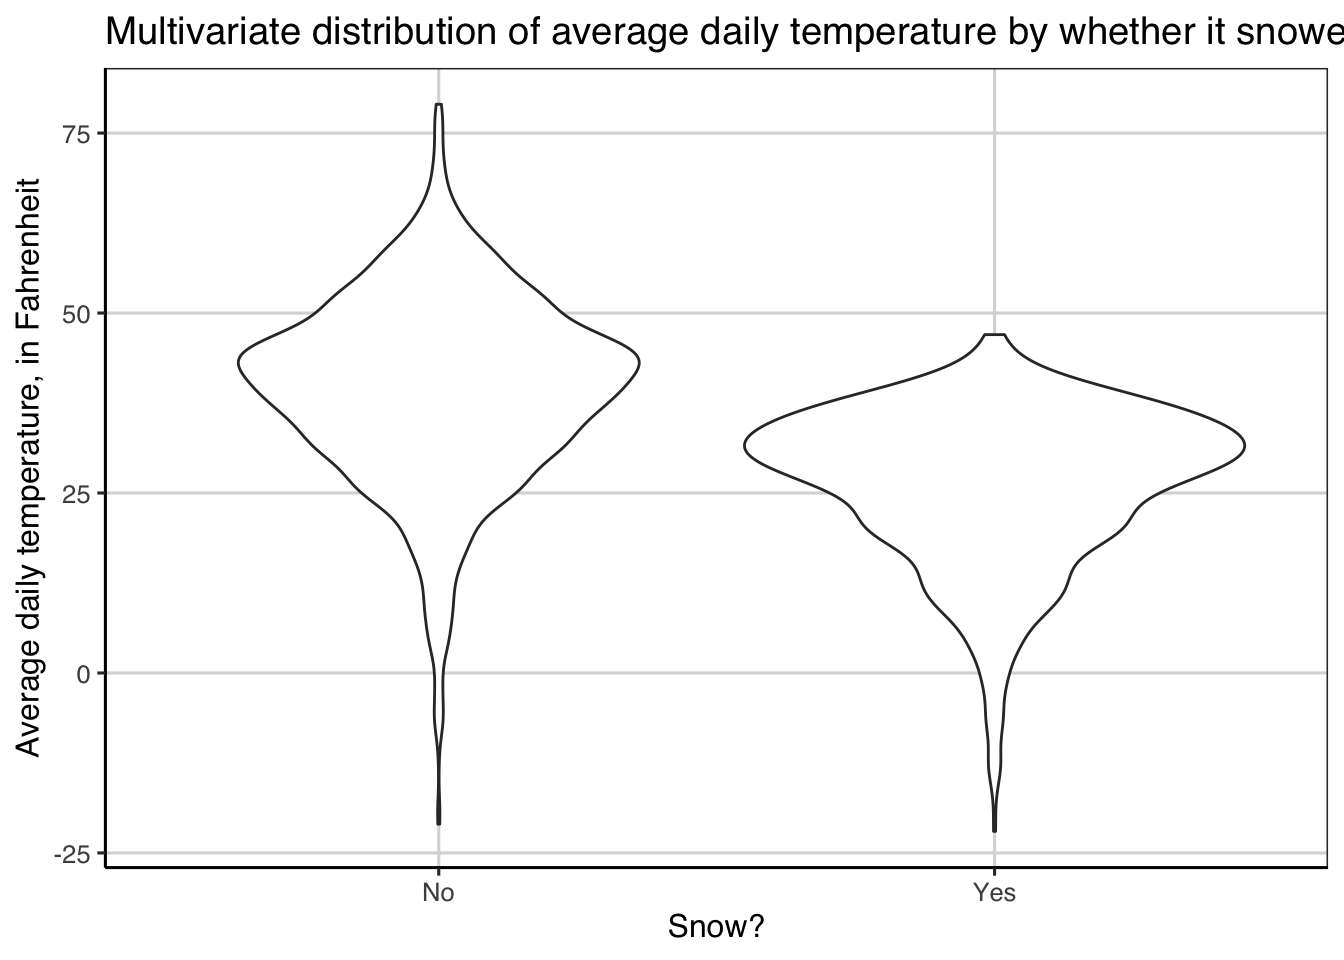 Multivariate distribution of average daily temperature by whether it snowe
Average daily temperature, in Fahrenheit
75
50
25
0
-25
No
Yes
Snow?